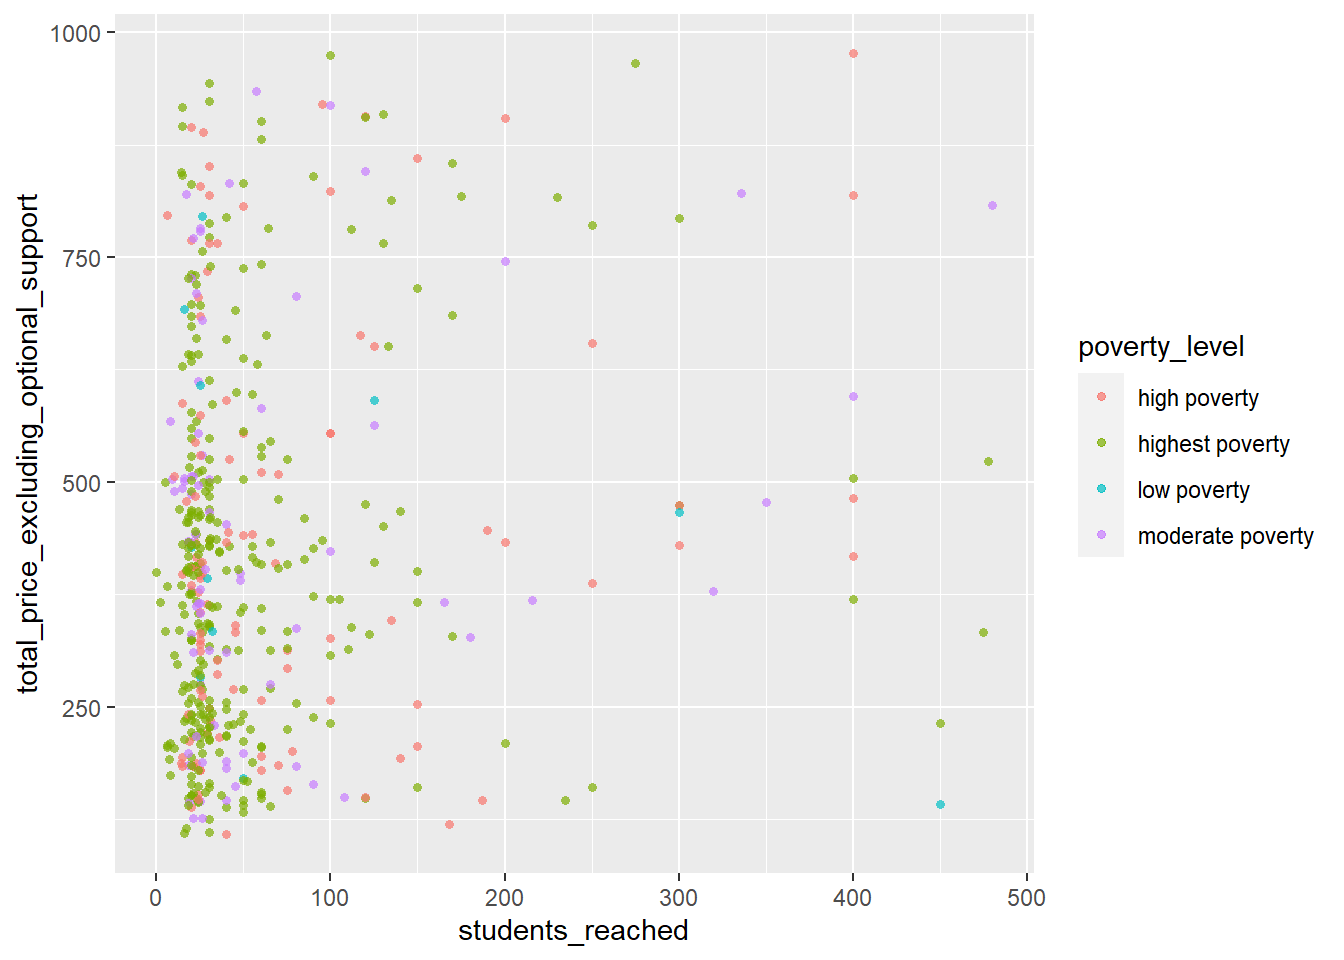 1000
750
500
250
total_price_excluding_optional_support
0 100 200 300 400 500
students_reached
poverty_level
high poverty
highest poverty
low poverty
moderate poverty